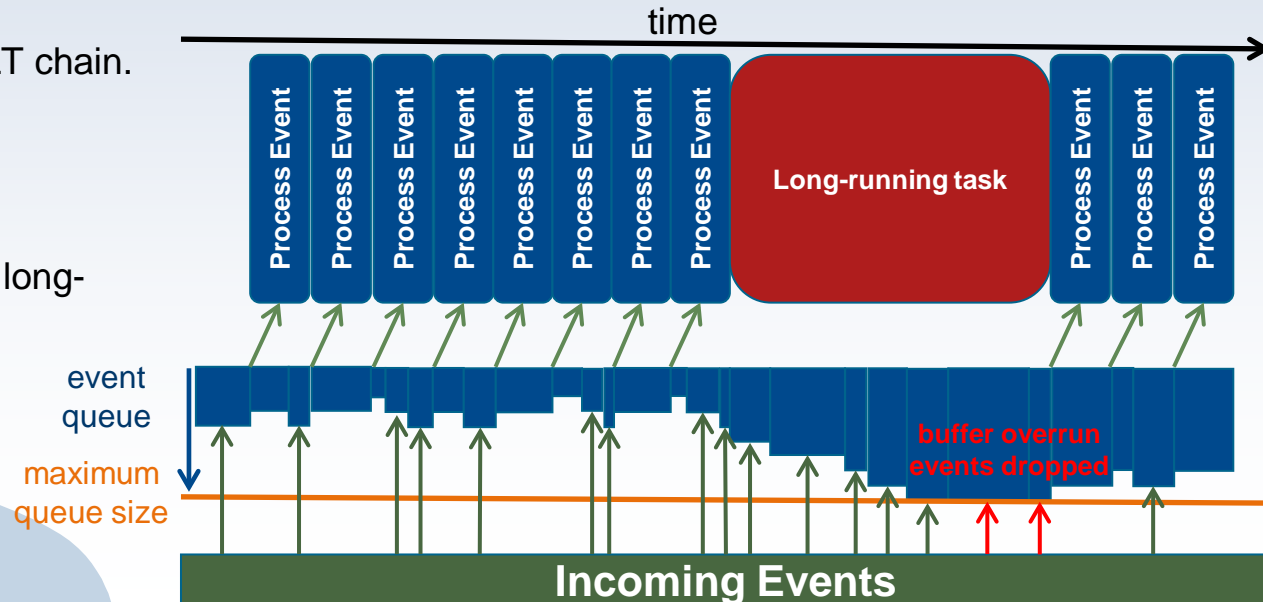 time
T chain.
Process Event
Process Event
Process Event
Process Event
Process Event
Process Event
Process Event
Process Event
Long-running task
Process Event
Process Event
Process Event
long-
event
queue
buffer overrun
events dropped
maximum
queue size
Incoming Events